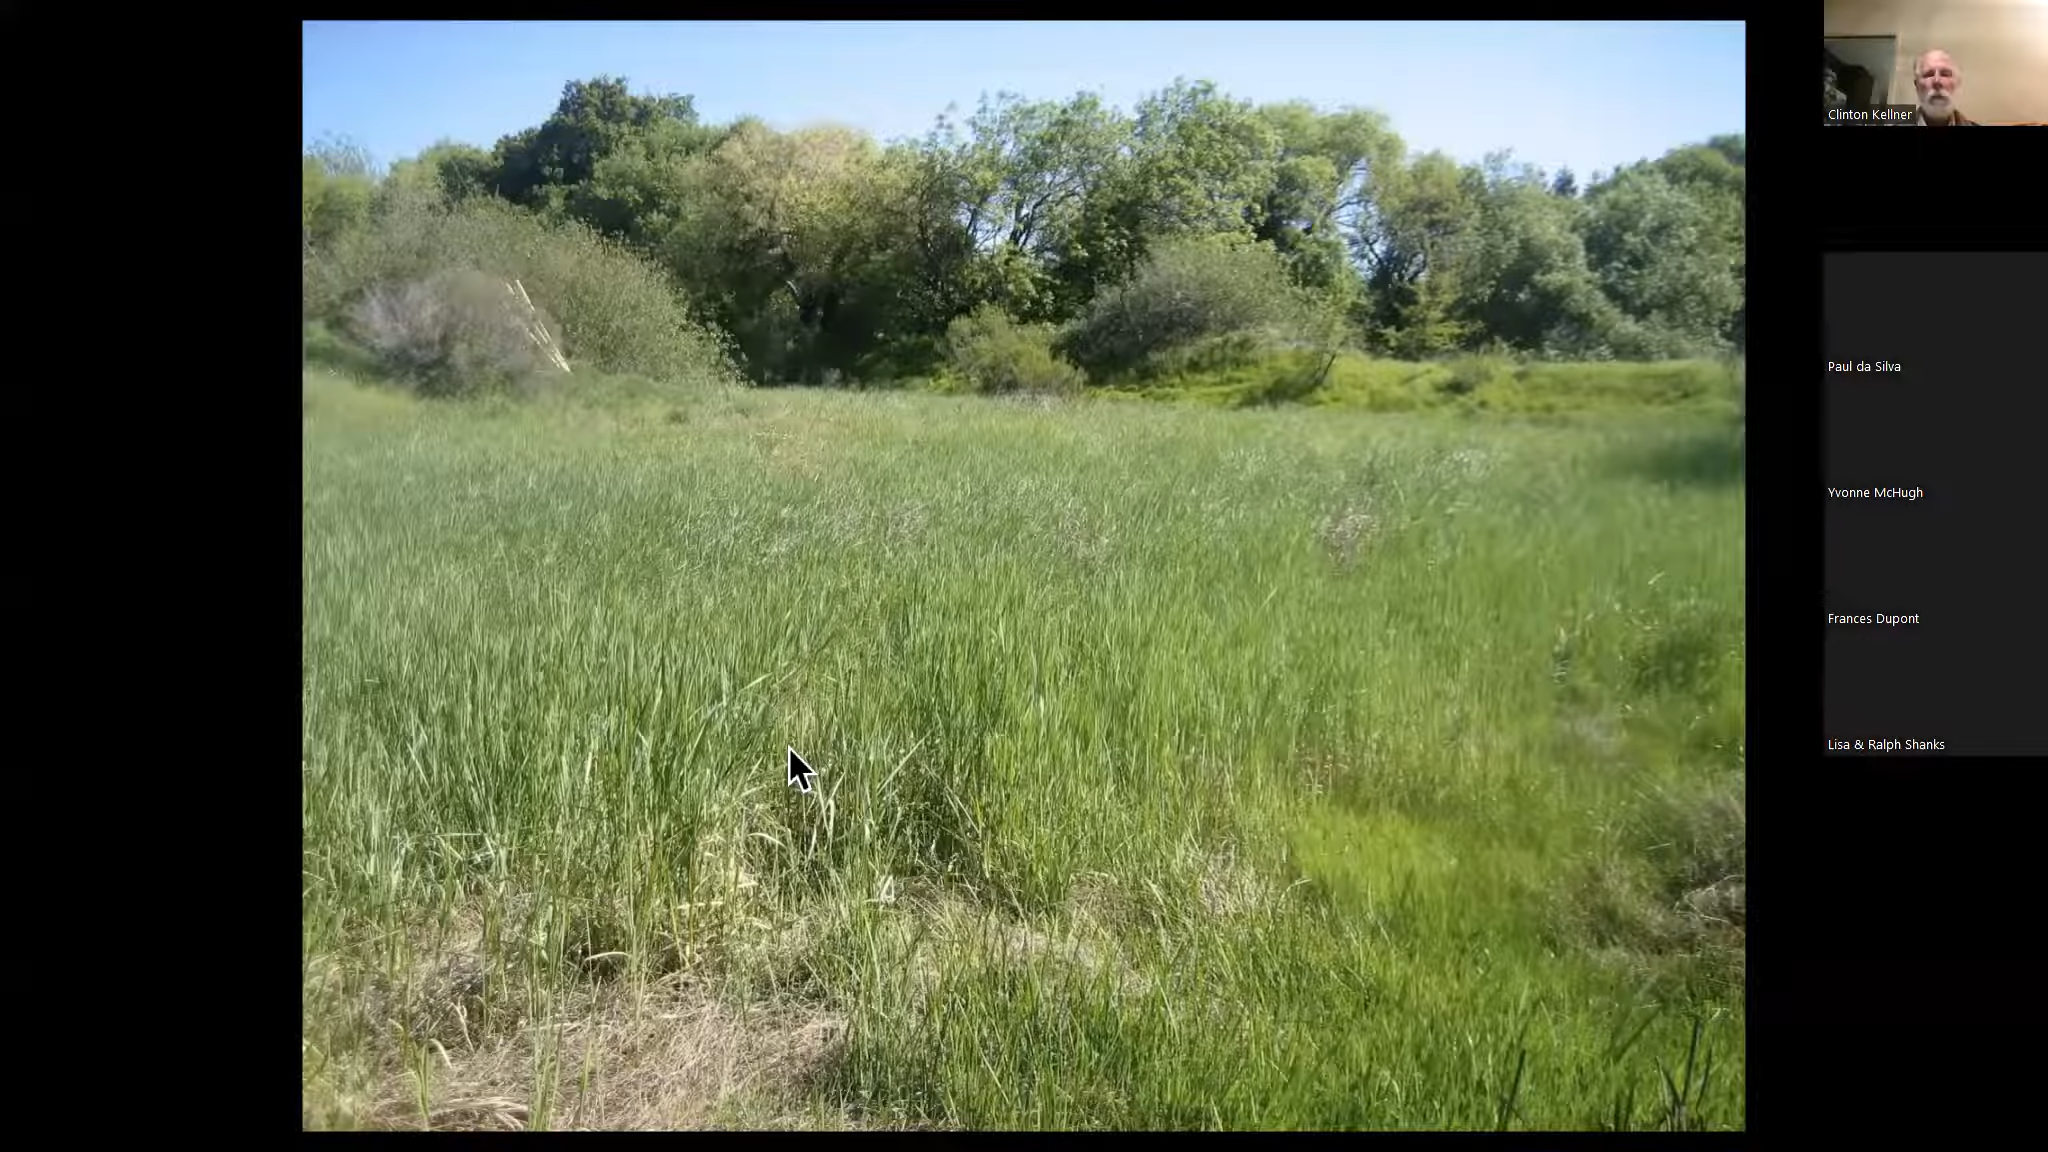 Clinton Kellner
Paul da Silva
Yvonne McHugh
Frances Dupont
Lisa & Ralph Shanks